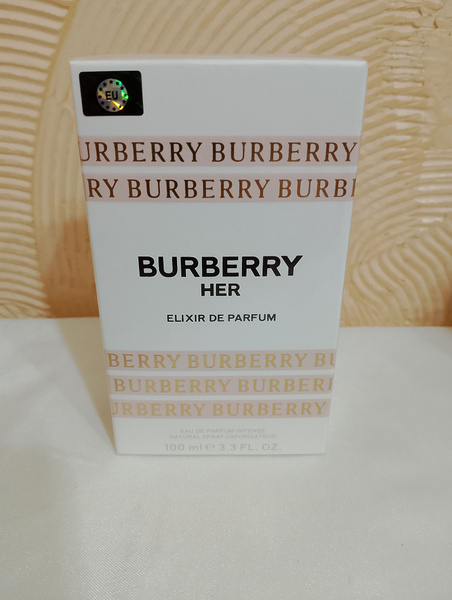 EU
URBERRY BURBERRY
RY BURBERRY BURB
BURBERRY
HER
ELIXIR DE PARFUM
BERRY BURBERRY BU
BURBERRY BURBER
URBERRY BURBERRY
EAU DE PARFUM INTENSE
NATURAL SPRAY-VAPORISATEUR
100 ml ℮ 3.3 FL. OZ.